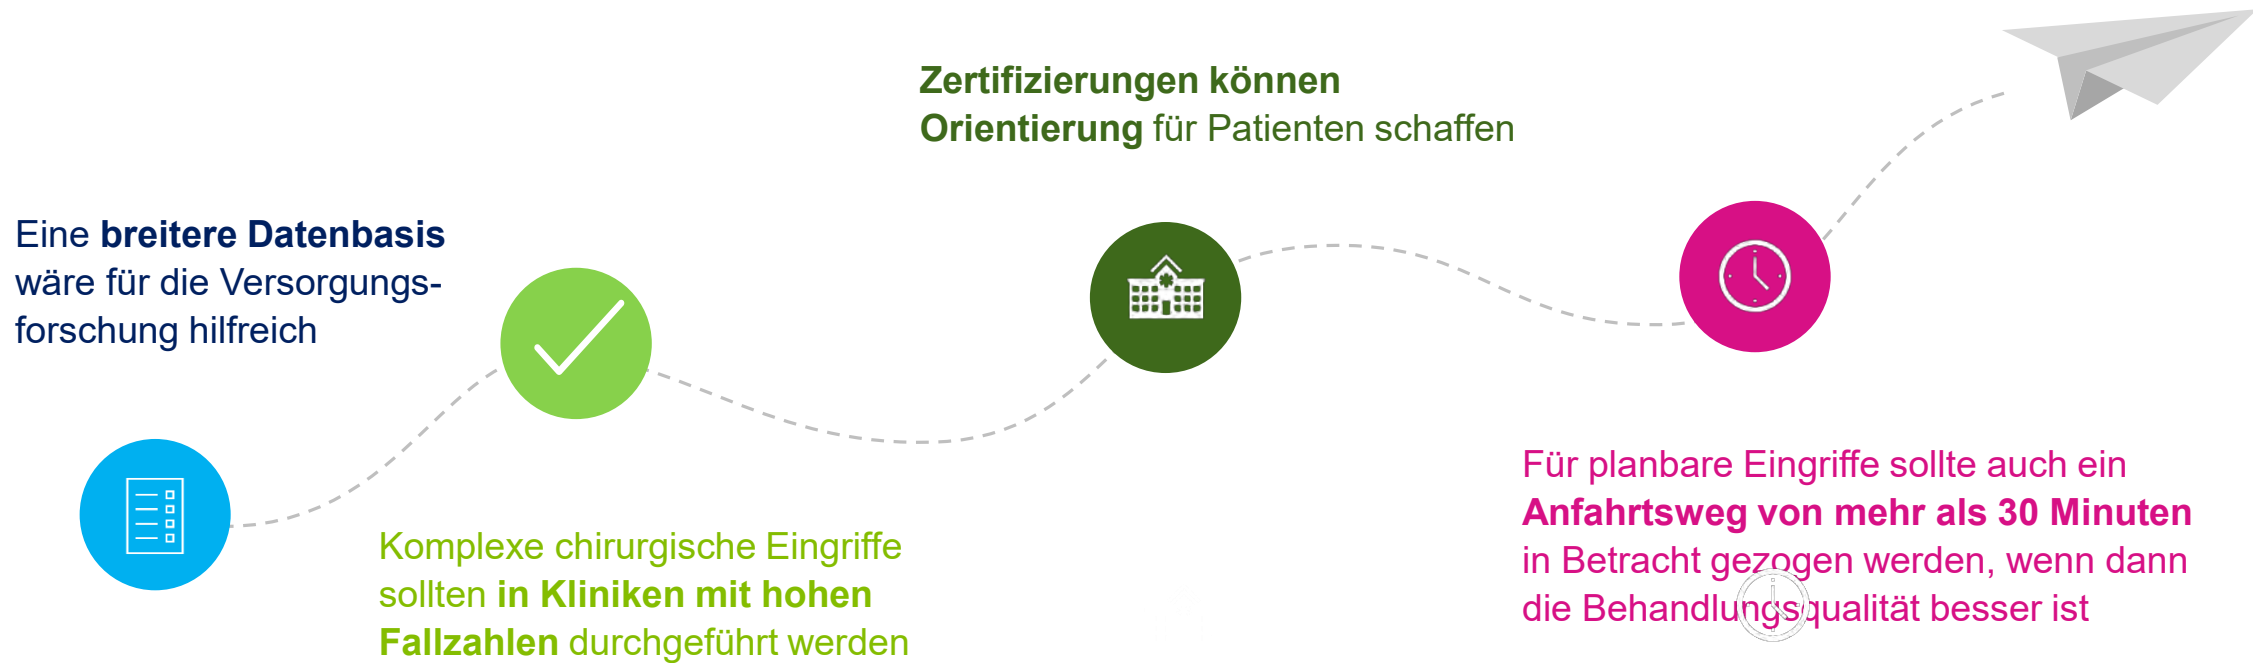 Eine breitere Datenbasis
wäre für die Versorgungs-
forschung hilfreich
Komplexe chirurgische Eingriffe
sollten in Kliniken mit hohen
Fallzahlen durchgeführt werden
Zertifizierungen können
Orientierung für Patienten schaffen
Für planbare Eingriffe sollte auch ein
Anfahrtsweg von mehr als 30 Minuten
in Betracht gezogen werden, wenn dann
die Behandlungsqualität besser ist